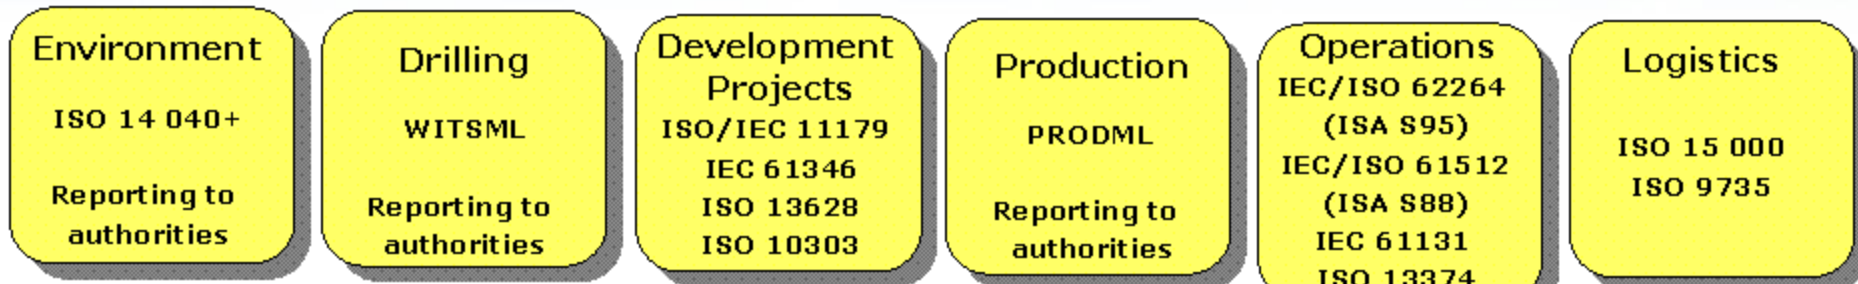 Environment
ISO 14 040+
Reporting to
authorities
Drilling
WITSML
Reporting to
authorities
Development
Projects
ISO/IEC 11179
IEC 61346
ISO 13628
ISO 10303
Production
PRODML
Reporting to
authorities
Operations
IEC/ISO 62264
(ISA S95)
IEC/ISO 61512
(ISA S88)
IEC 61131
ISO 13374
Logistics
ISO 15 000
ISO 9735